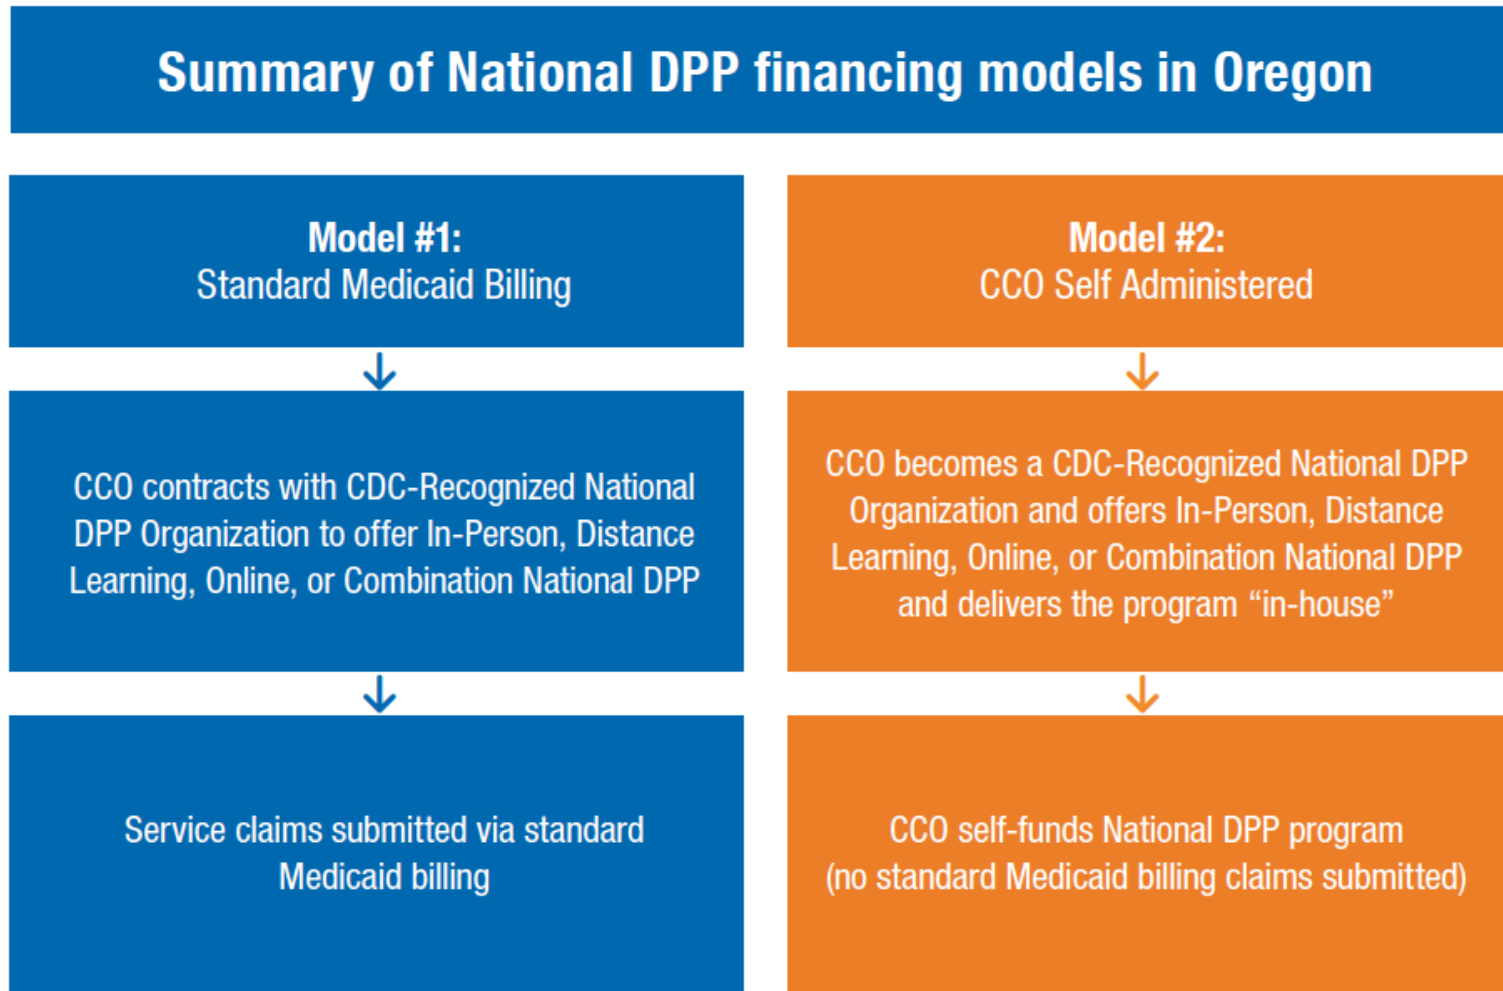 Summary of National DPP financing models in Oregon
Model #1:
Standard Medicaid Billing
CCO contracts with CDC-Recognized National
DPP Organization to offer In-Person, Distance
Learning, Online, or Combination National DPP
Service claims submitted via standard
Medicaid billing
Model #2:
CCO Self Administered
CCO becomes a CDC-Recognized National DPP
Organization and offers In-Person, Distance
Learning, Online, or Combination National DPP
and delivers the program “in-house”
CCO self-funds National DPP program
(no standard Medicaid billing claims submitted)